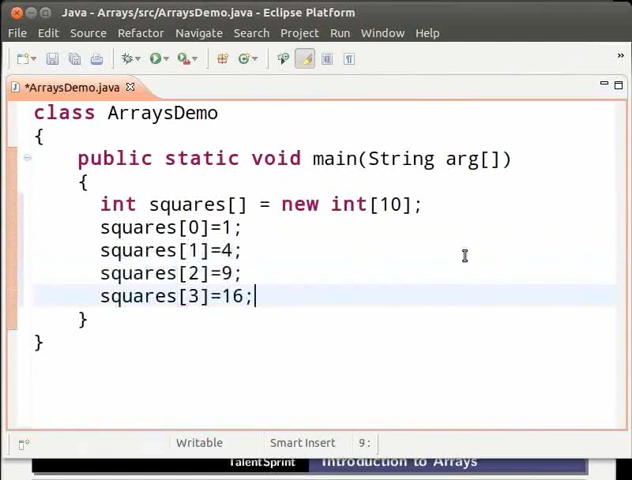 Java - Arrays/src/ArraysDemo.java - Eclipse Platform
File Edit Source Refactor Navigate Search Project Run Window Help
*ArraysDemo.java
class ArraysDemo
{
public static void main(String arg[])
{
int squares[] = new int[10];
squares[0]=1;
squares[1]=4;
squares[2]=9;
squares[3]=16;
}
}
Writable Smart Insert 9 :
TalentSprint Introduction to Arrays